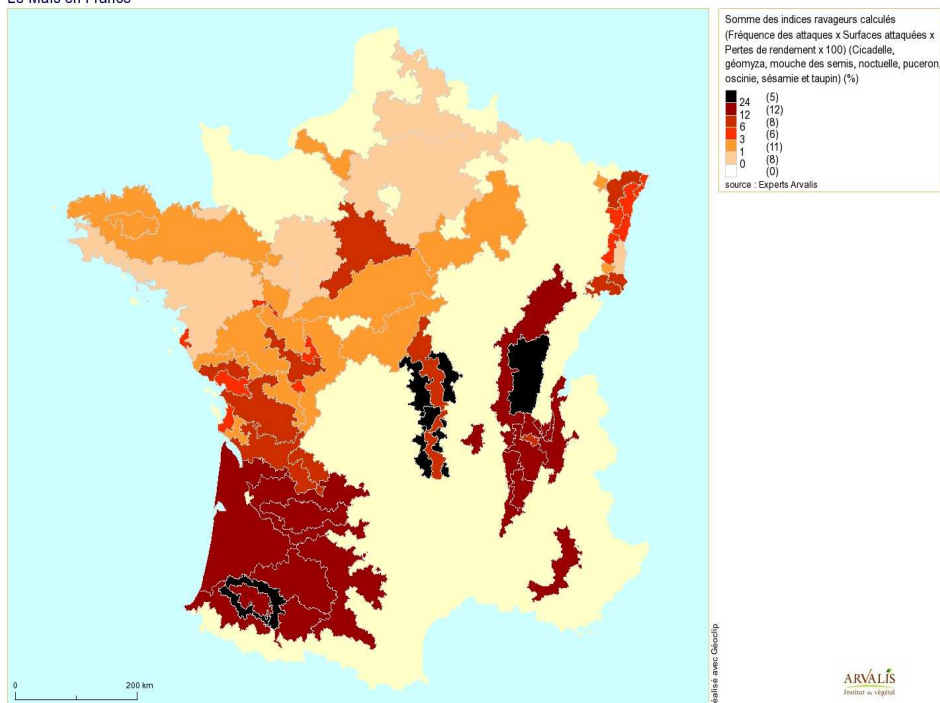 Le Maïs en France
Somme des indices ravageurs calculés
(Fréquence des attaques x Surfaces attaquées x
Pertes de rendement x 100) (Cicadelle,
géomyza, mouche des semis, noctuelle, puceron,
oscinie, sésamie et taupin) (%)
(5)
24 (12)
12 (8)
6 (6)
3 (11)
1 (8)
0 (0)
source : Experts Arvalis
éalisé avec Géoclip
0 200 km
ARVALIS
Institut du végétal